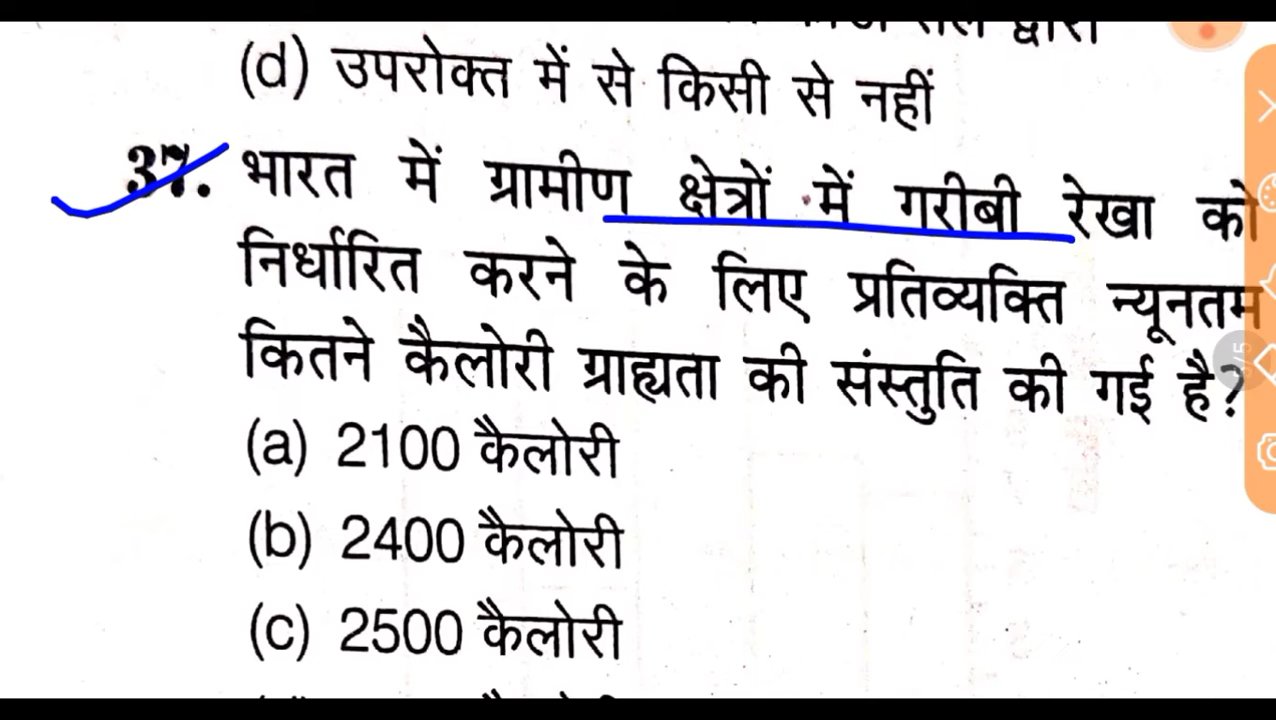 द्वारा
(d) उपरोक्त में से किसी से नहीं
37. भारत में ग्रामीण क्षेत्रों में गरीबी रेखा को
निर्धारित करने के लिए प्रतिव्यक्ति न्यूनतम
कितने कैलोरी ग्राह्यता की संस्तुति की गई है?
(a) 2100 कैलोरी
(b) 2400 कैलोरी
(c) 2500 कैलोरी